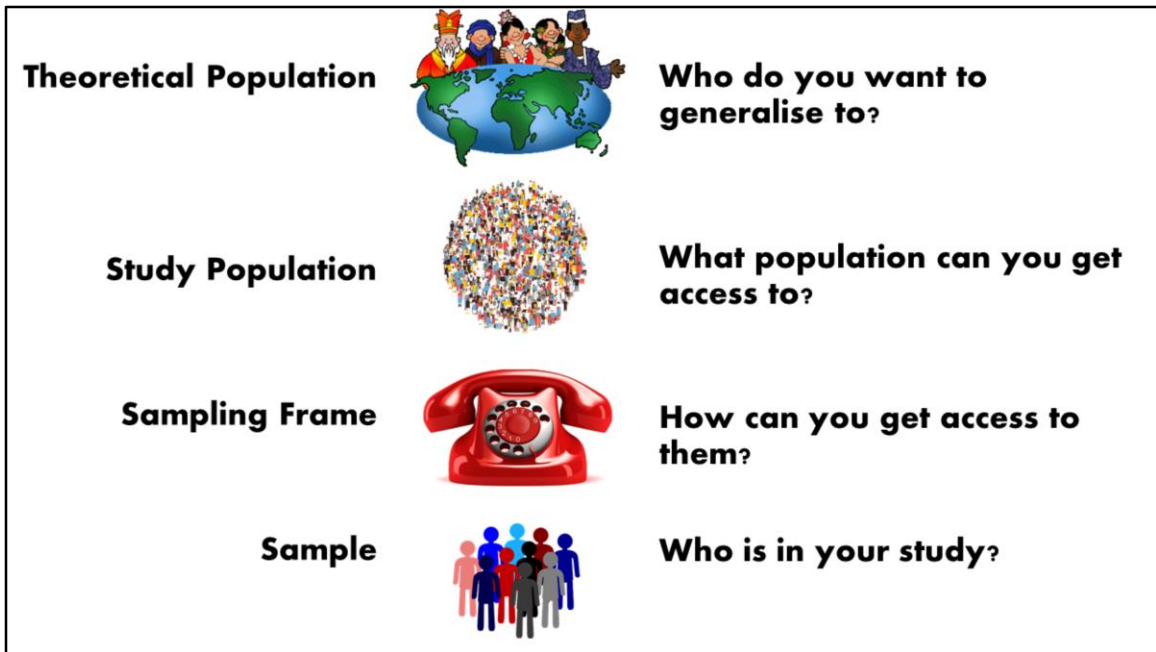 Theoretical Population
Who do you want to
generalise to?
Study Population
What population can you get
access to?
Sampling Frame
How can you get access to
them?
Sample
Who is in your study?